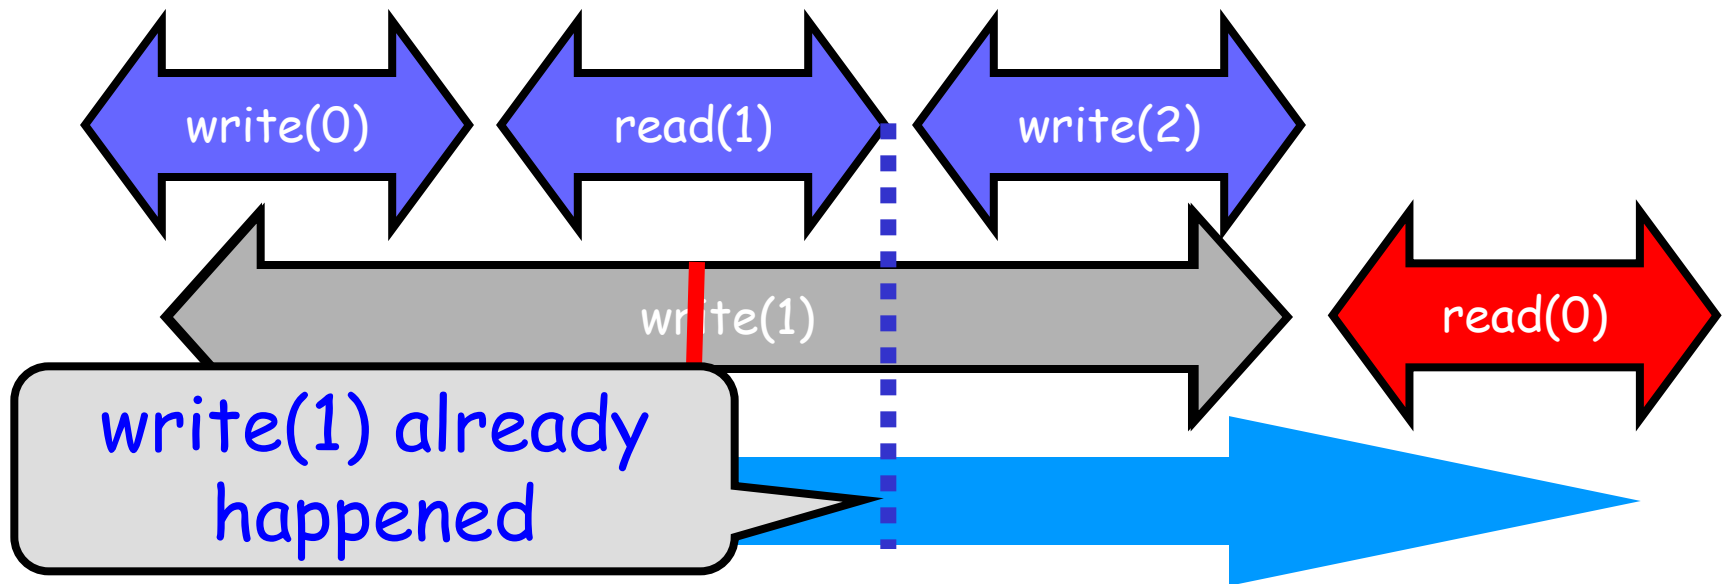 write(0)
read(1)
write(2)
write(1)
read(0)
write(1) already
happened